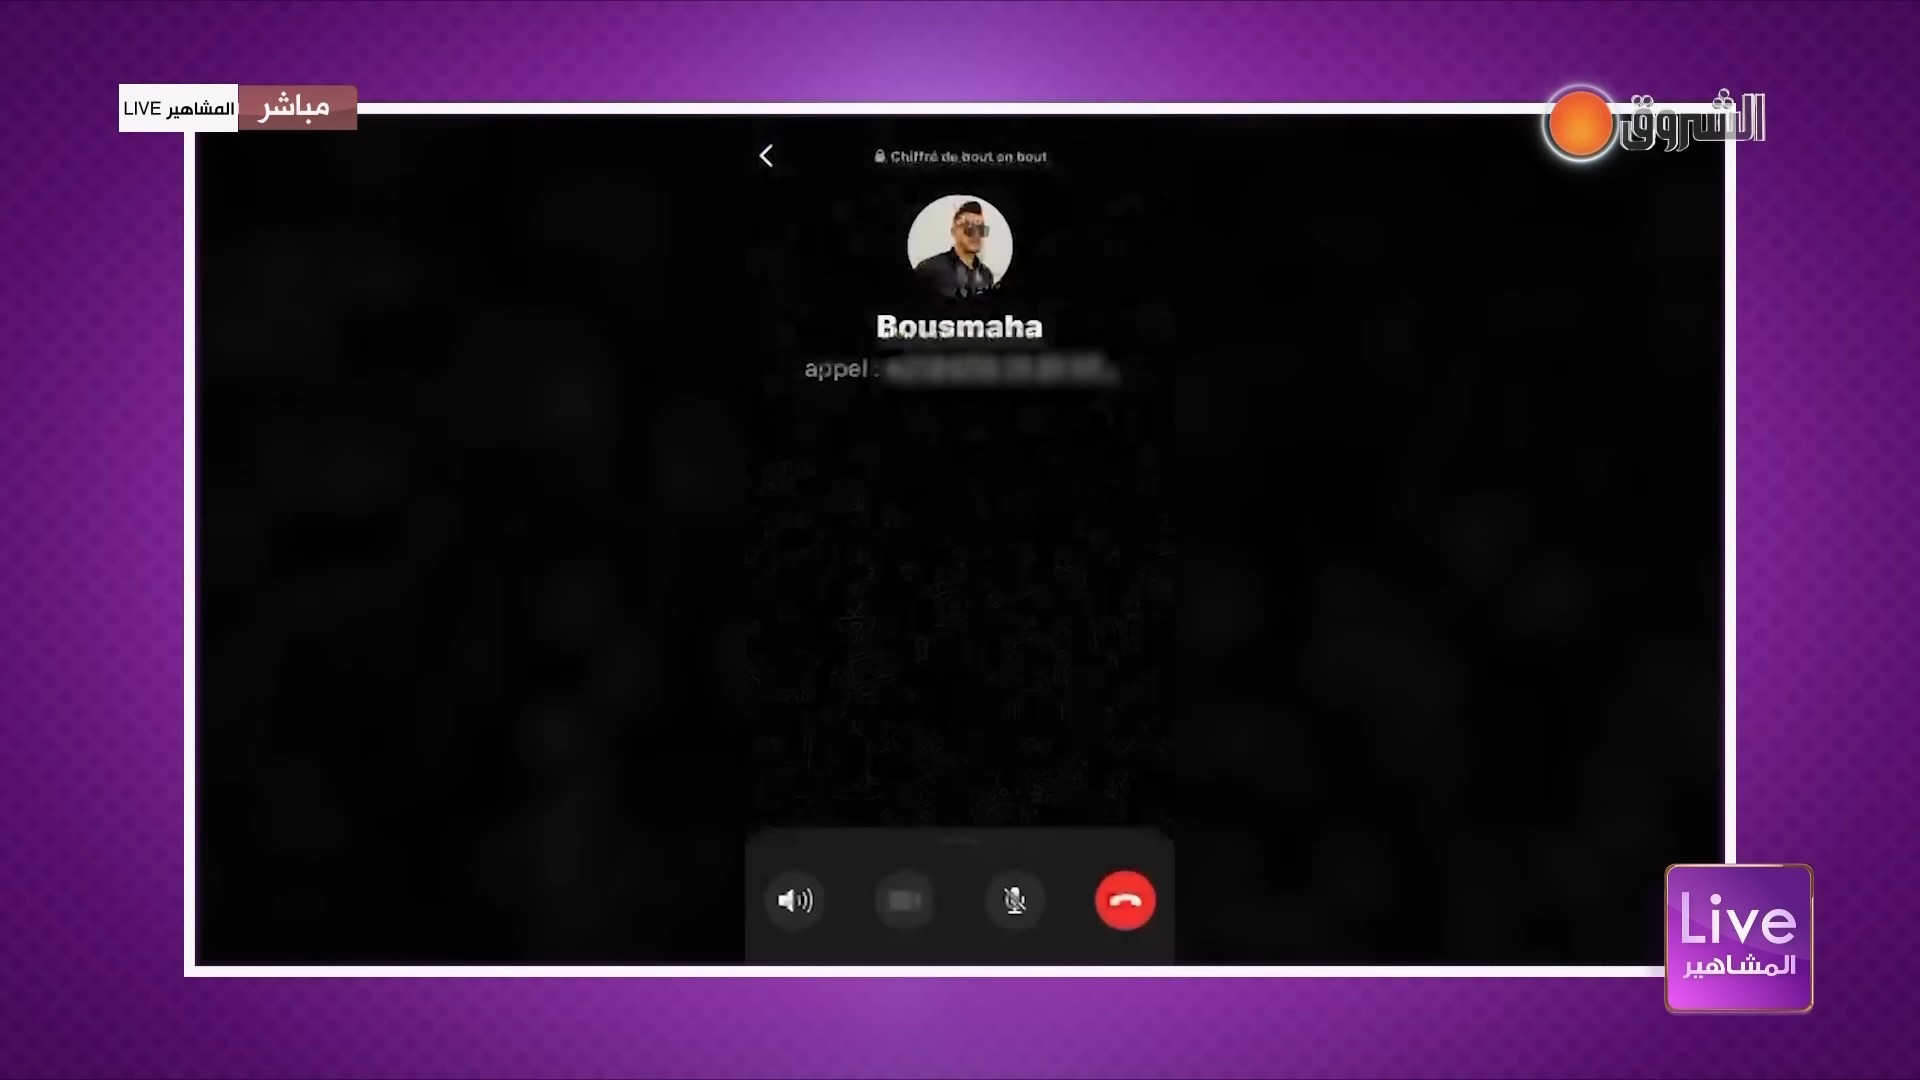 LIVE المشاهير
مباشر
الشروق
Chiffré de bout en bout
Bousmaha
appel :
Live
المشاهير